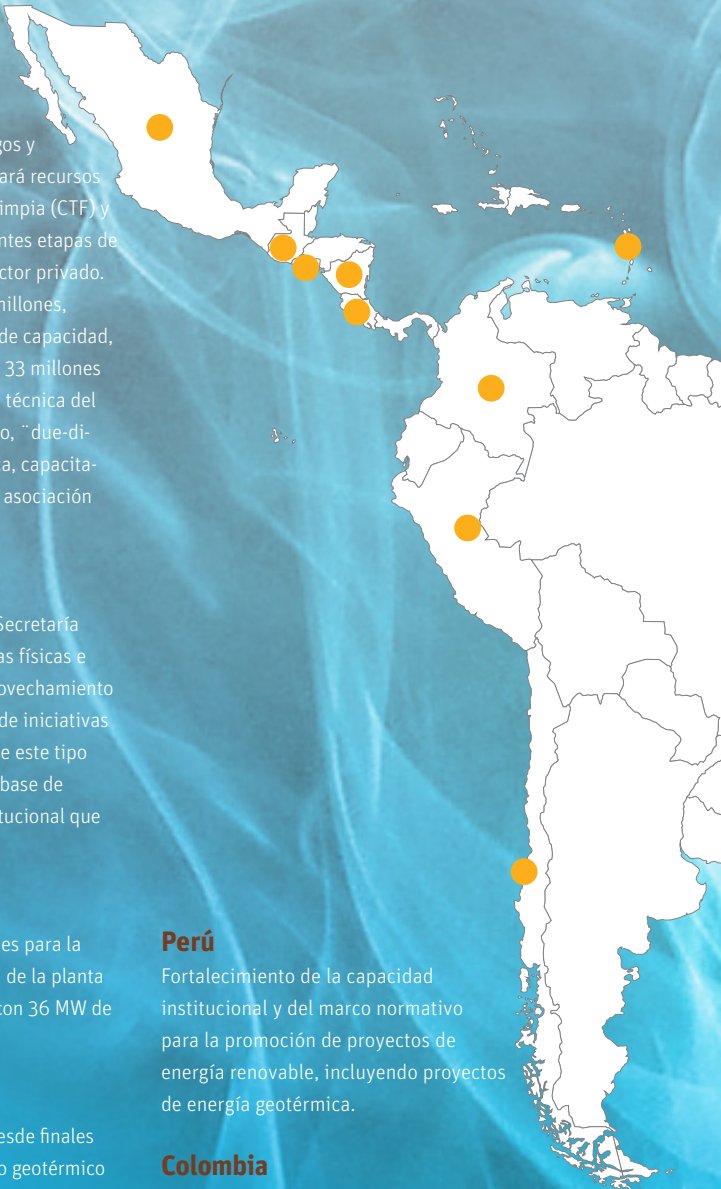 gos y
ará recursos
impia (CTF) y
ntes etapas de
ctor privado.
nillones,
de capacidad,
33 millones
técnica del
o, ¨due-di-
ca, capacita-
asociación
Secretaría
as físicas e
ovechamiento
de iniciativas
e este tipo
base de
tucional que
es para la
de la planta
con 36 MW de
esde finales
o geotérmico
Perú
Fortalecimiento de la capacidad
institucional y del marco normativo
para la promoción de proyectos de
energía renovable, incluyendo proyectos
de energía geotérmica.
Colombia